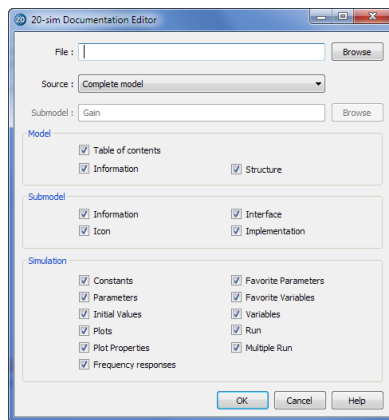 20-sim Documentation Editor
File :
Browse
Source : Complete model
Submodel : Gain
Browse
Model
Table of contents
Information Structure
Submodel
Information Interface
Icon Implementation
Simulation
Constants Favorite Parameters
Parameters Favorite Variables
Initial Values Variables
Plots Run
Plot Properties Multiple Run
Frequency responses
OK Cancel Help